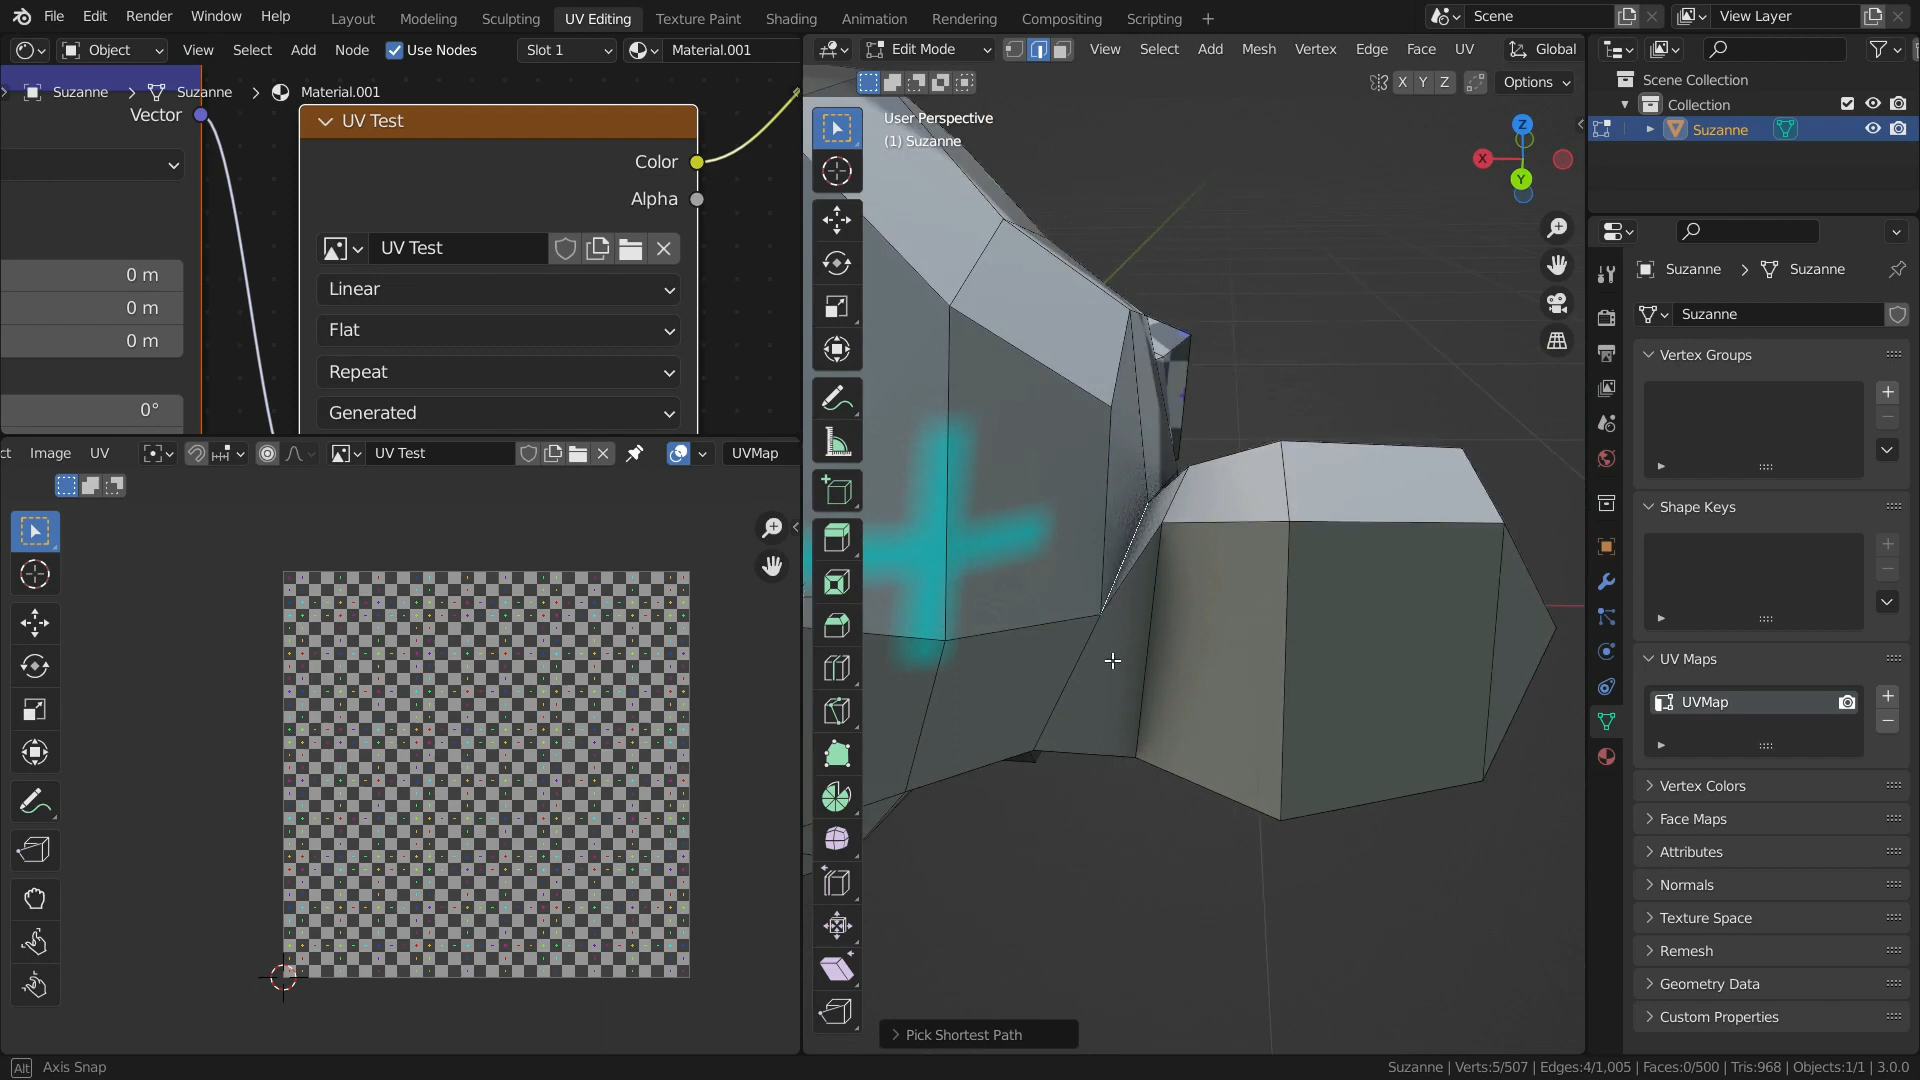 File Edit Render Window Help Layout Modeling Sculpting UV Editing Texture Paint Shading Animation Rendering Compositing Scripting + Scene View Layer
Object View Select Add Node Use Nodes Slot 1 Material.001
Edit Mode View Select Add Mesh Vertex Edge Face UV Global
Suzanne > Suzanne > Material.001
X Y Z Options
Scene Collection
Collection
Suzanne
Vector
UV Test
Color
Alpha
UV Test
Linear
Flat
Repeat
Generated
0 m
0 m
0 m
0°
User Perspective
(1) Suzanne
Z
X
Y
ct Image UV UV Test UVMap
Pick Shortest Path
Suzanne > Suzanne
Suzanne
Vertex Groups
Shape Keys
UV Maps
UVMap
Vertex Colors
Face Maps
Attributes
Normals
Texture Space
Remesh
Geometry Data
Custom Properties
Alt Axis Snap
Suzanne | Verts:5/507 | Edges:4/1,005 | Faces:0/500 | Tris:968 | Objects:1/1 | 3.0.0